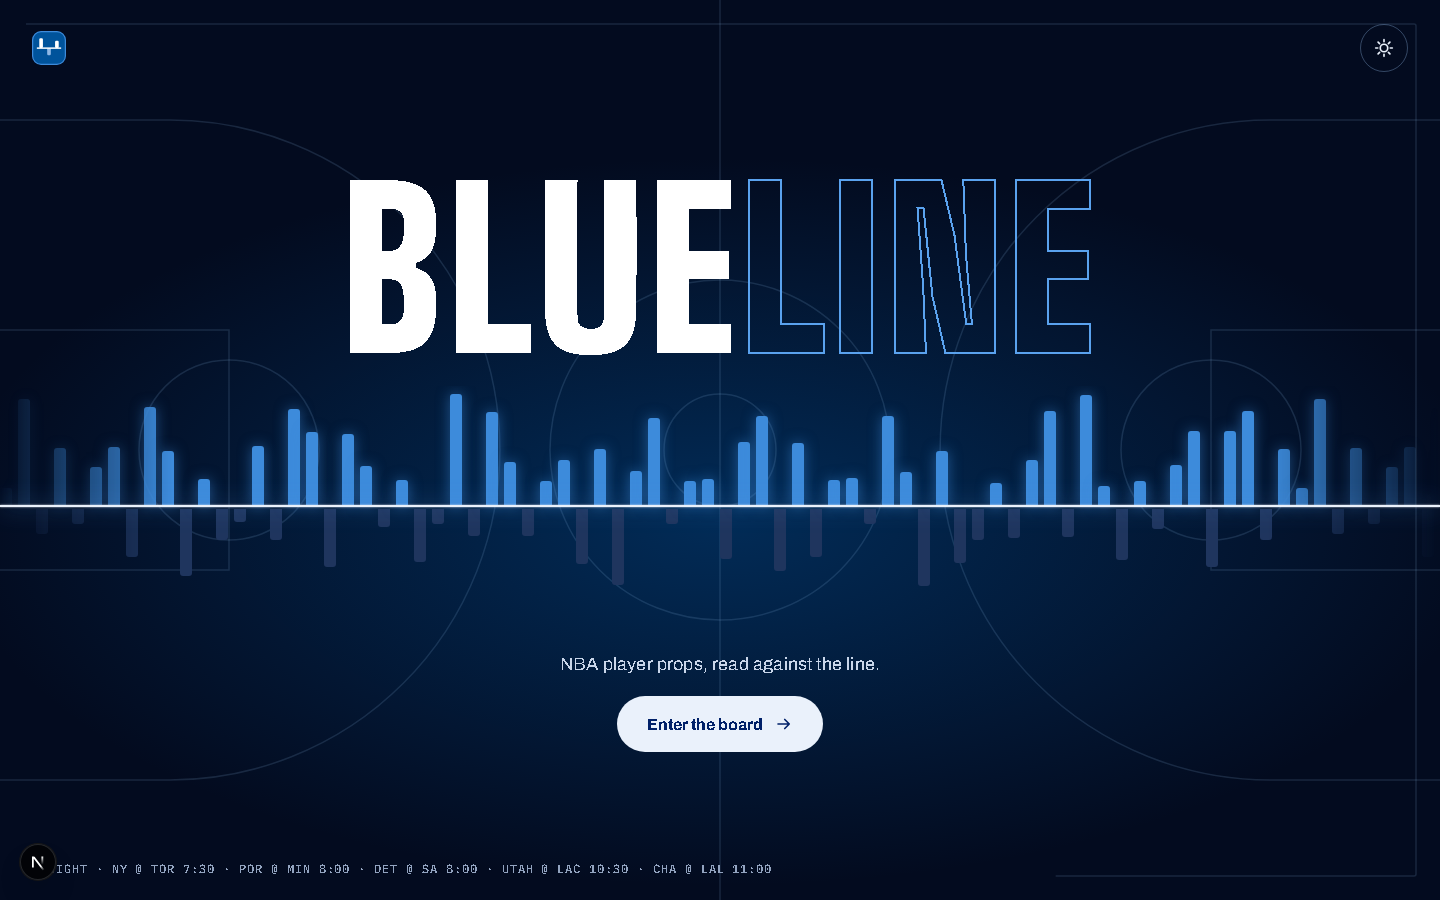 BLUELINE
NBA player props, read against the line.
Enter the board →
N
IGHT · NY @ TOR 7:30 · POR @ MIN 8:00 · DET @ SA 8:00 · UTAH @ LAC 10:30 · CHA @ LAL 11:00